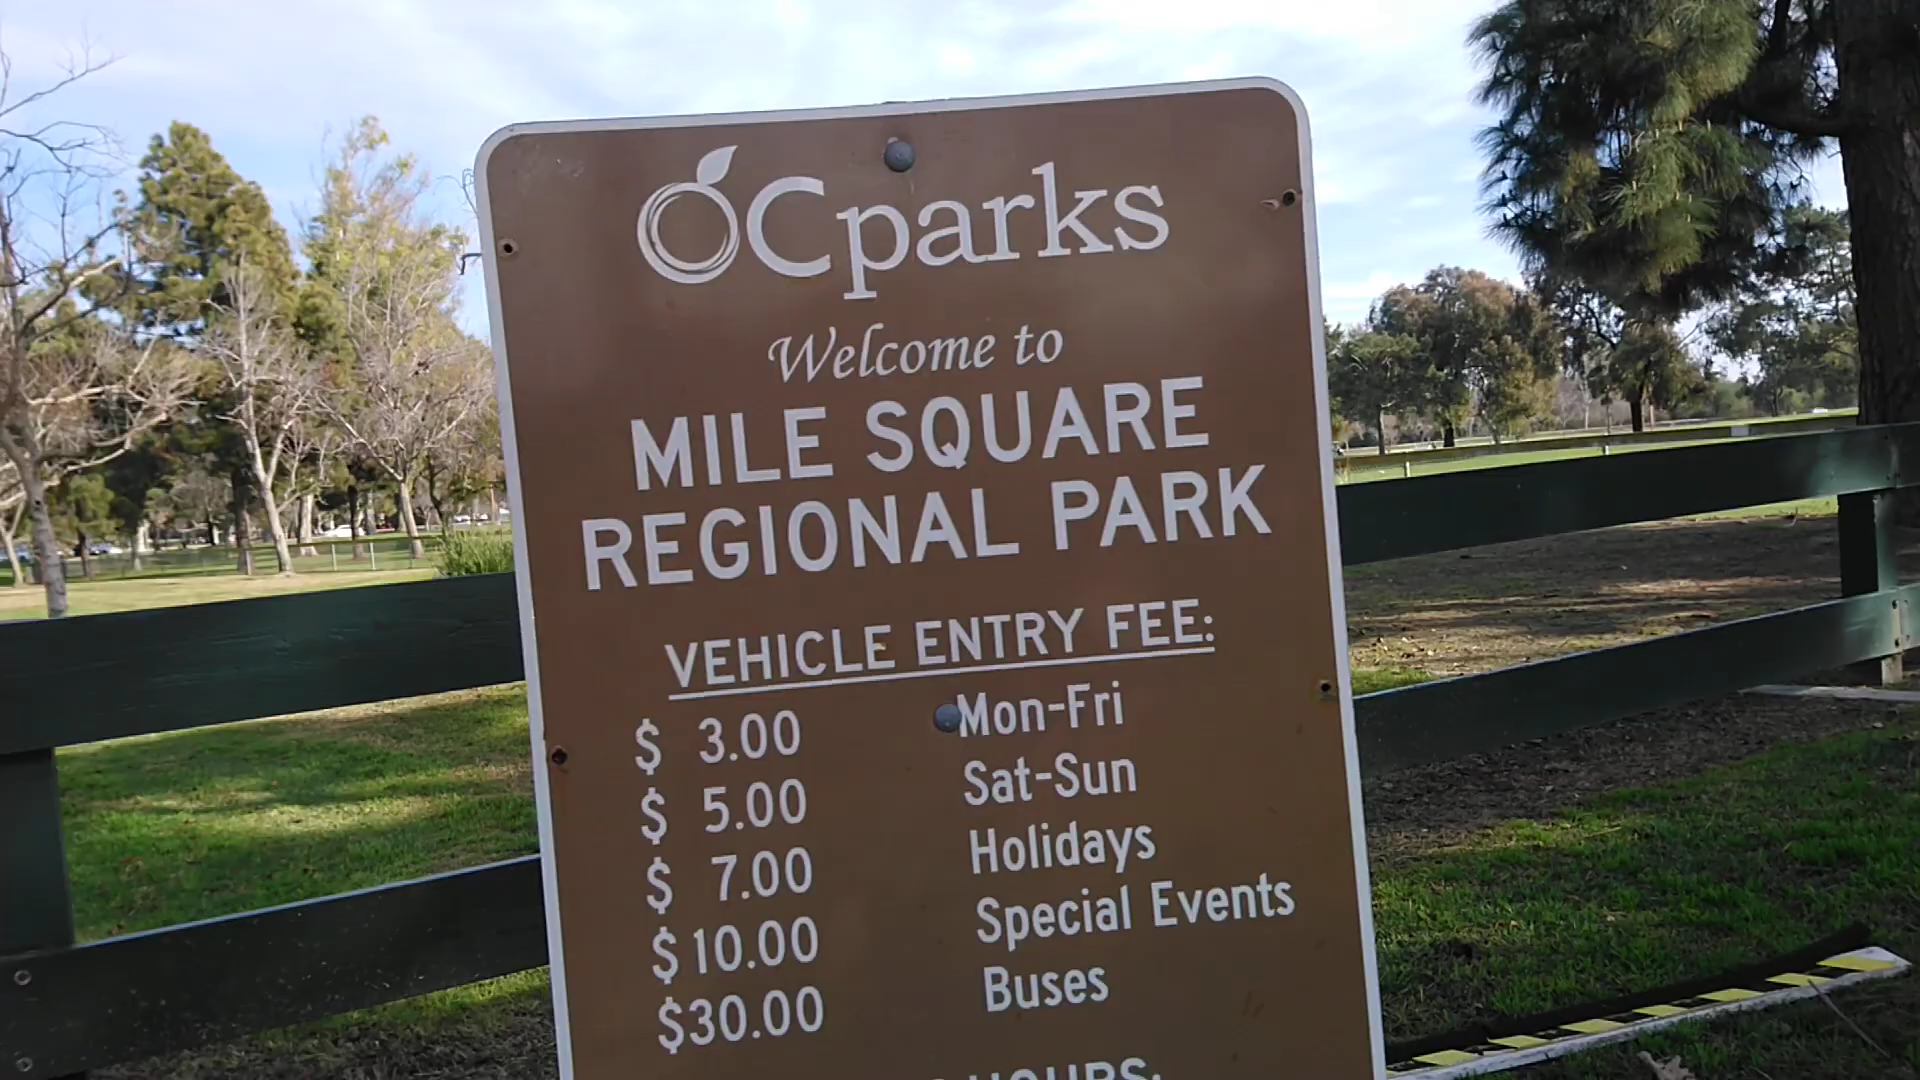 OCparks
Welcome to
MILE SQUARE
REGIONAL PARK
VEHICLE ENTRY FEE:
$ 3.00 Mon-Fri
$ 5.00 Sat-Sun
$ 7.00 Holidays
$10.00 Special Events
$30.00 Buses
HOURS: